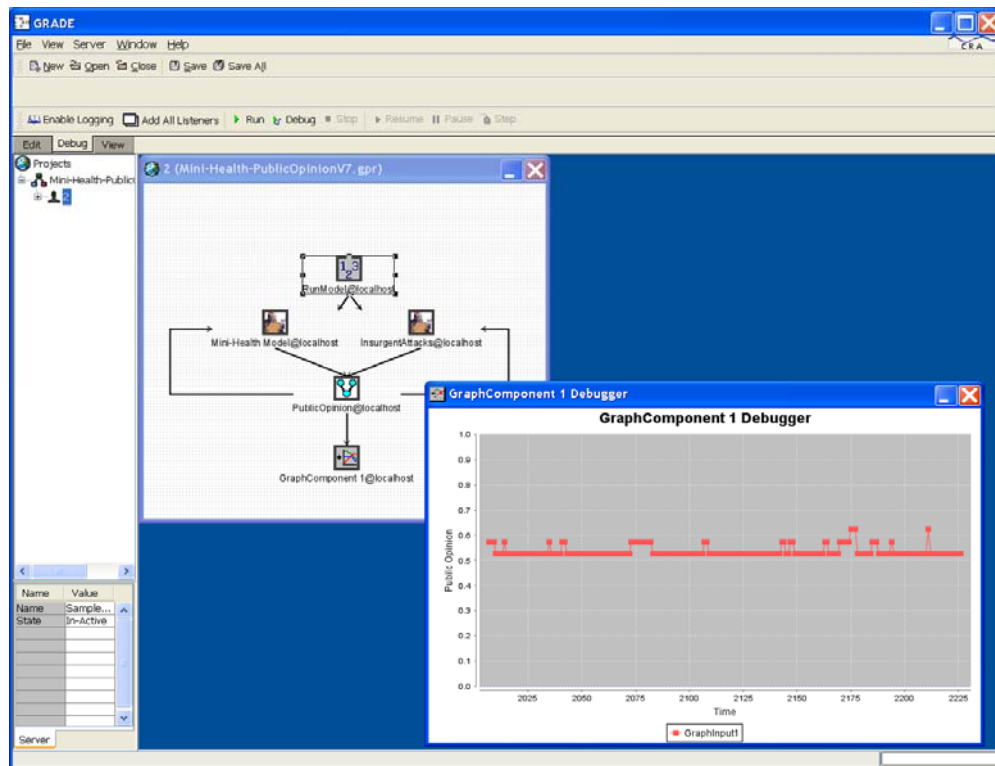 GRADE
File View Server Window Help
CRA
New Open Close Save Save All
Enable Logging Add All Listeners Run Debug Stop Resume Pause Step
Edit Debug View
Projects
Mini-Health-Public
2
2 (Mini-Health-PublicOpinionV7.gpr)
1 2 3
RunModel@localhost
Mini-Health Model@localhost InsurgentAttacks@localhost
PublicOpinion@localhost
GraphComponent 1@localhost
GraphComponent 1 Debugger
GraphComponent 1 Debugger
1.0
0.9
0.8
0.7
0.6
0.5
0.4
0.3
0.2
0.1
0.0
Public Opinion
2025 2050 2075 2100 2125 2150 2175 2200 2225
Time
GraphInput1
Name Value
Name Sample...
State In-Active
Server